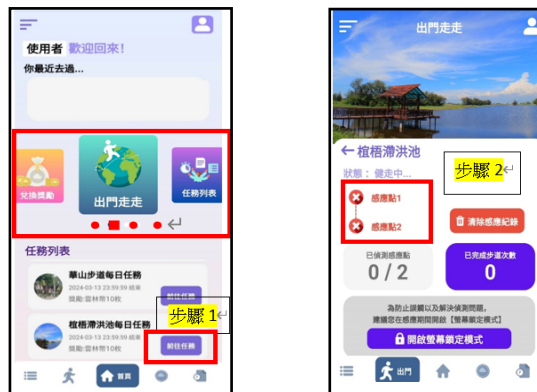 使用者 歡迎回來!
你最近去過...
兌換獎勵
出門走走
任務列表
任務列表
華山步道每日任務
2024-03-13 23:59:59 結束
獎勵:雲林幣10枚
前往任務
椬梧滯洪池每日任務
2024-03-13 23:59:59 結束
獎勵:雲林幣10枚
前往任務
步驟 1
首頁
出門走走
椬梧滯洪池
狀態： 健走中...
步驟 2
感應點1
感應點2
清除感應紀錄
已偵測感應點
0 / 2
已完成步道次數
0
為防止誤觸以及解決偵測問題，
建議您在感應期間開啟【螢幕鎖定模式】
開啟螢幕鎖定模式
出門